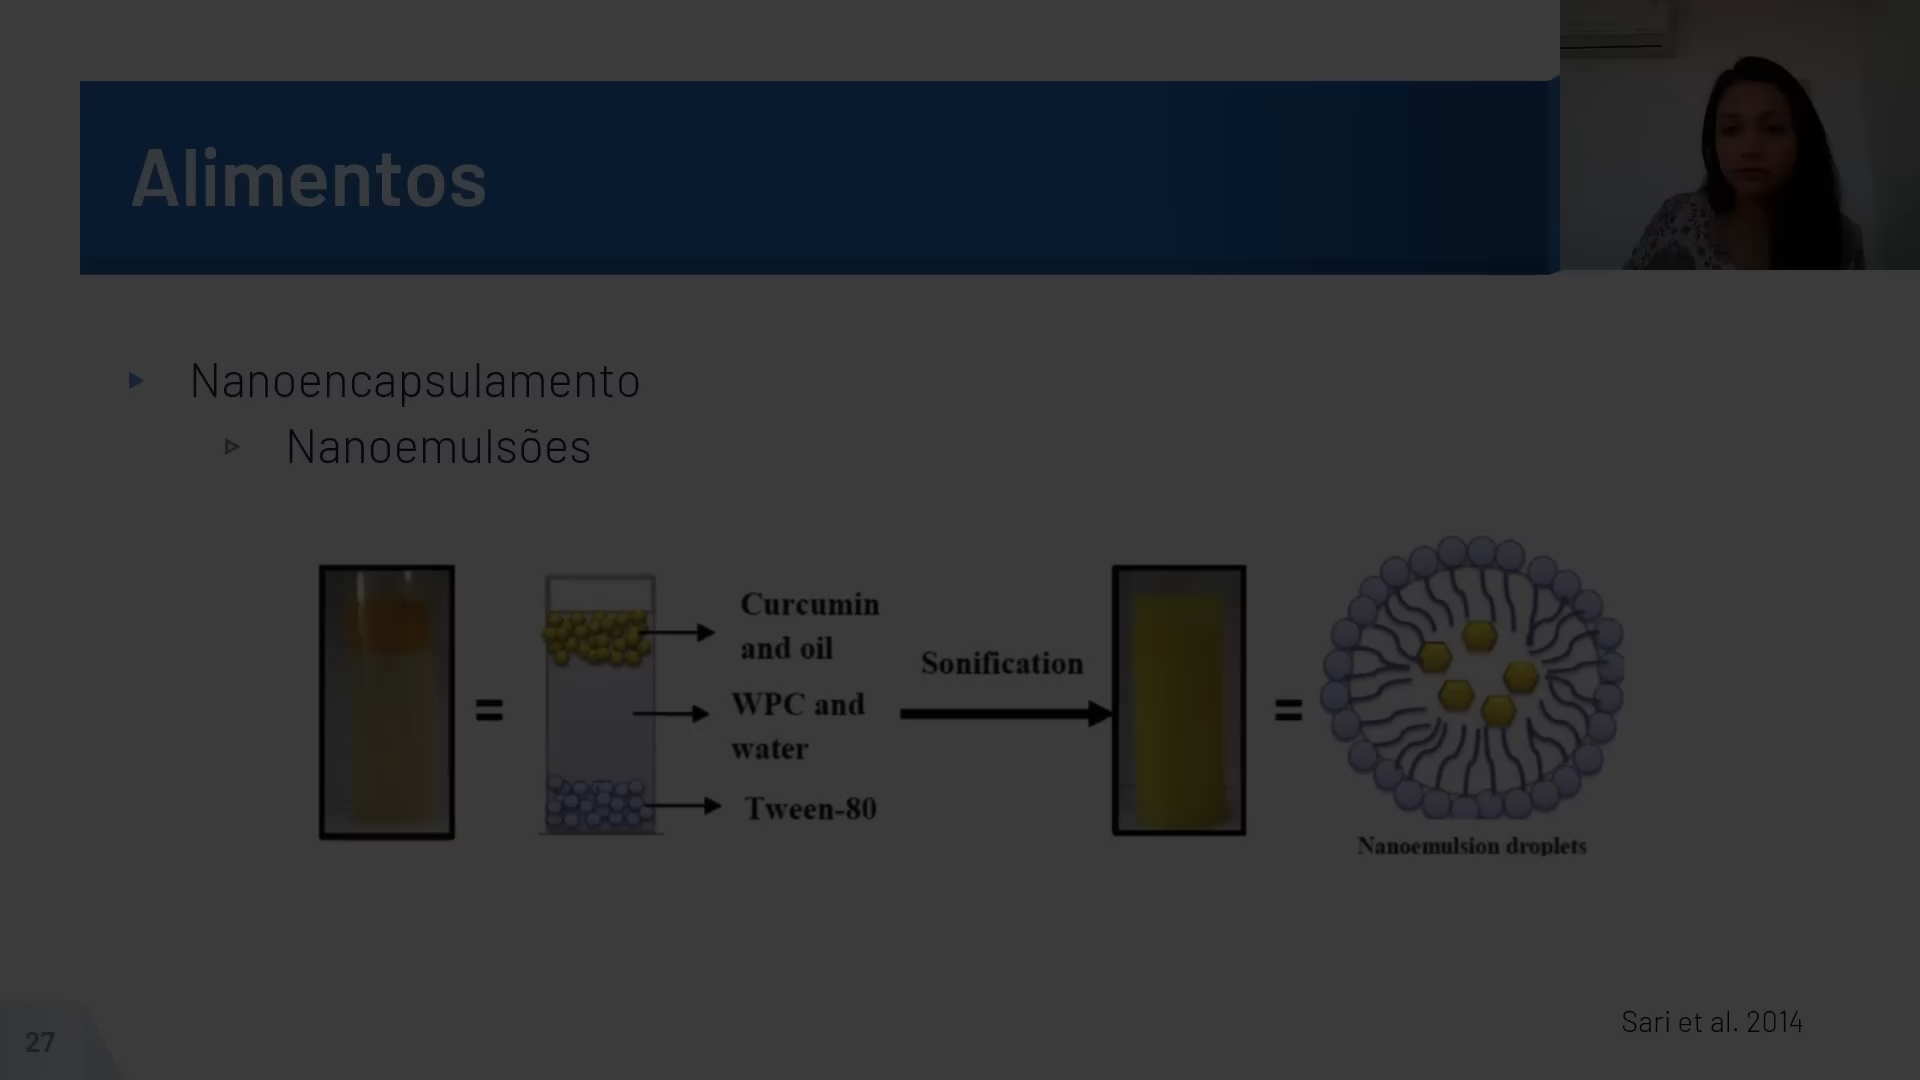 Alimentos
Nanoencapsulamento
Nanoemulsões
Curcumin
and oil
WPC and
water
Tween-80
Sonification
=
=
Nanoemulsion droplets
Sari et al. 2014
27